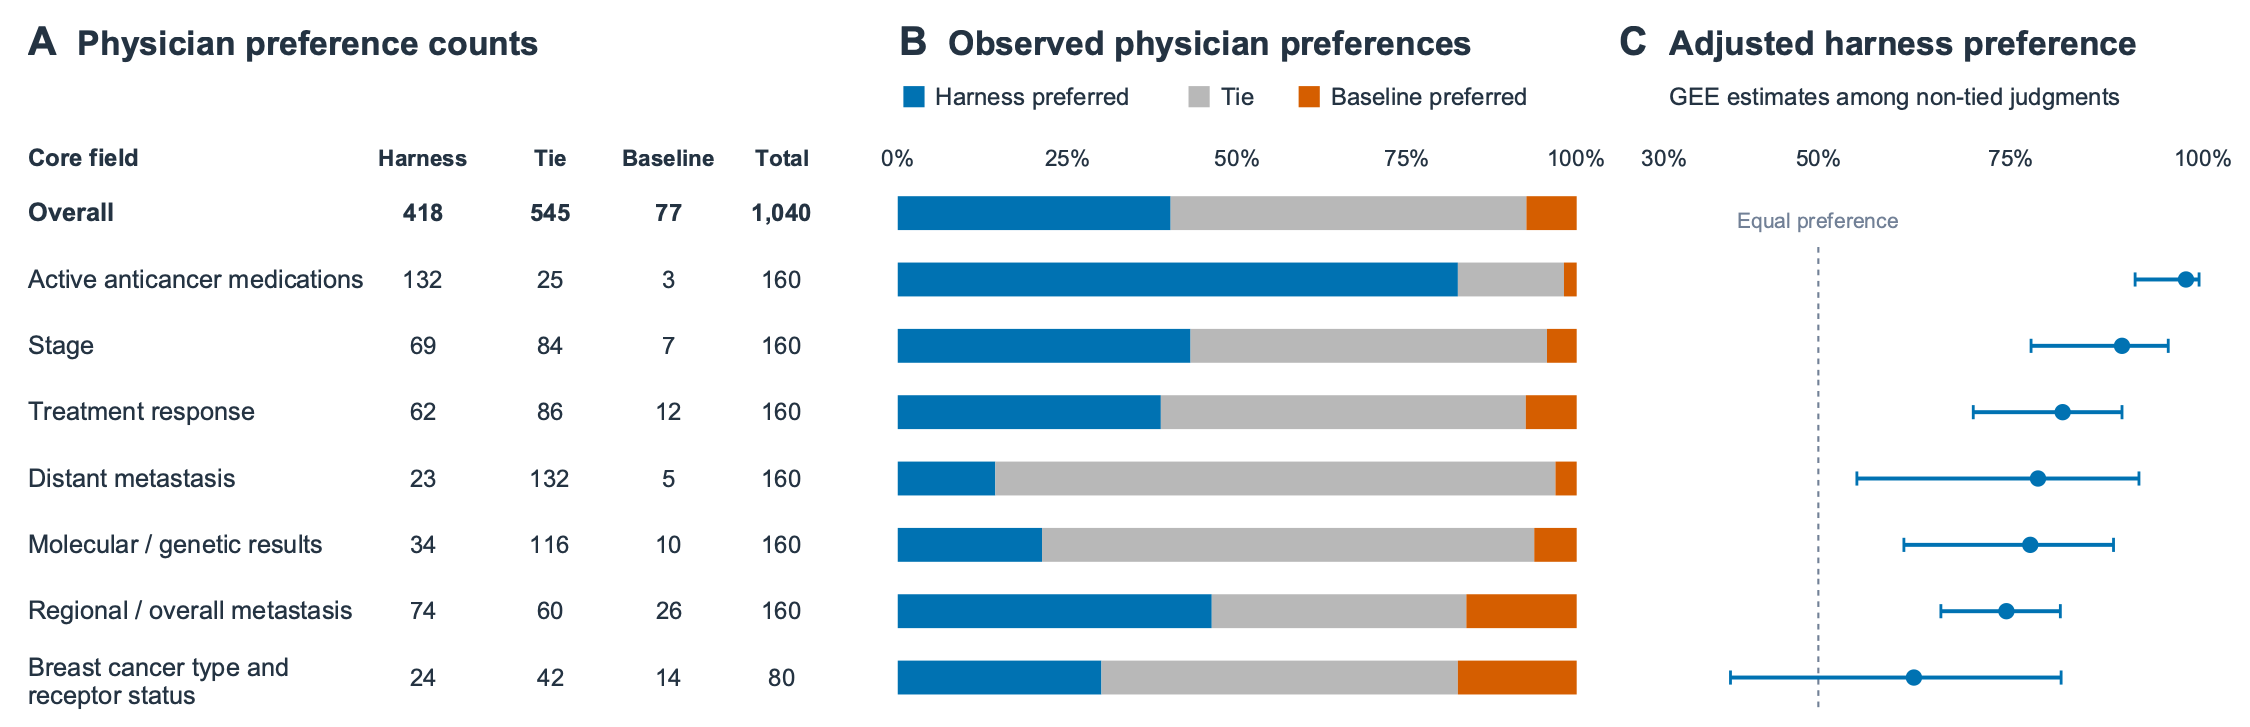 A Physician preference counts
B Observed physician preferences
C Adjusted harness preference
Harness preferred Tie Baseline preferred
GEE estimates among non-tied judgments
Core field Harness Tie Baseline Total
0% 25% 50% 75% 100%
30% 50% 75% 100%
Overall 418 545 77 1,040
Equal preference
Active anticancer medications 132 25 3 160
Stage 69 84 7 160
Treatment response 62 86 12 160
Distant metastasis 23 132 5 160
Molecular / genetic results 34 116 10 160
Regional / overall metastasis 74 60 26 160
Breast cancer type and
receptor status 24 42 14 80